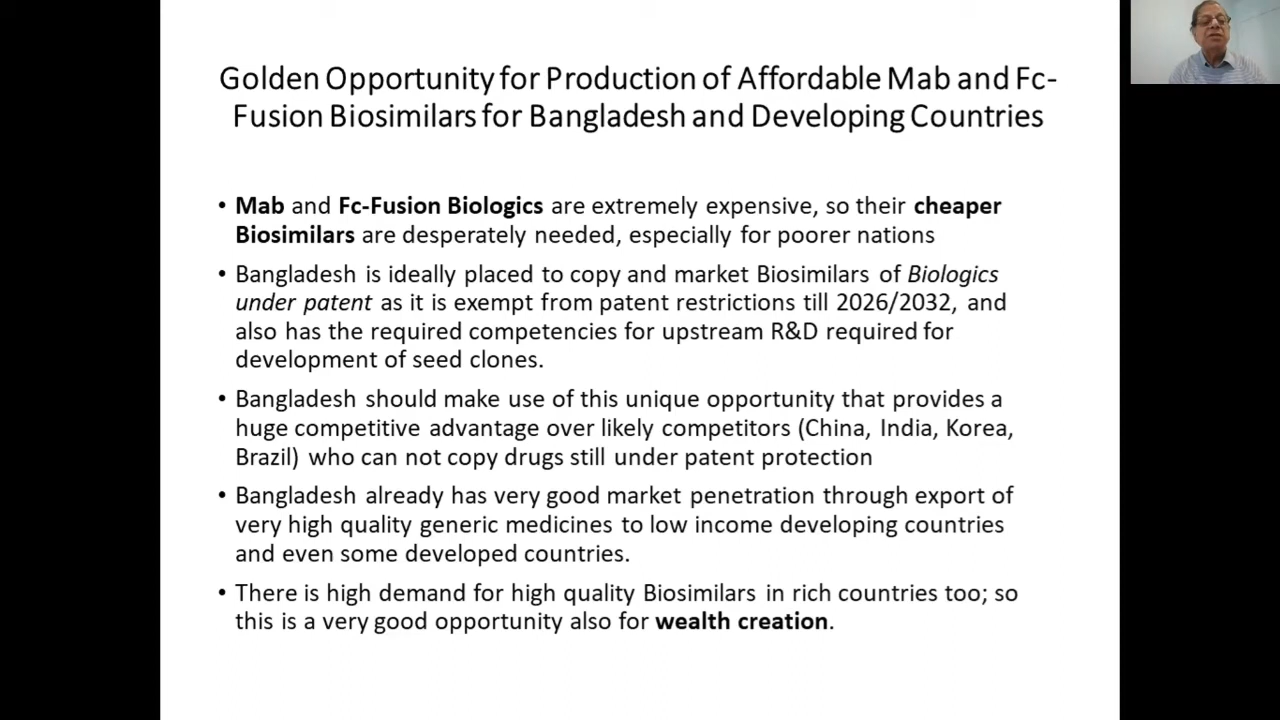 Golden Opportunity for Production of Affordable Mab and Fc-
Fusion Biosimilars for Bangladesh and Developing Countries
• Mab and Fc-Fusion Biologics are extremely expensive, so their cheaper
Biosimilars are desperately needed, especially for poorer nations
• Bangladesh is ideally placed to copy and market Biosimilars of Biologics
under patent as it is exempt from patent restrictions till 2026/2032, and
also has the required competencies for upstream R&D required for
development of seed clones.
• Bangladesh should make use of this unique opportunity that provides a
huge competitive advantage over likely competitors (China, India, Korea,
Brazil) who can not copy drugs still under patent protection
• Bangladesh already has very good market penetration through export of
very high quality generic medicines to low income developing countries
and even some developed countries.
• There is high demand for high quality Biosimilars in rich countries too; so
this is a very good opportunity also for wealth creation.